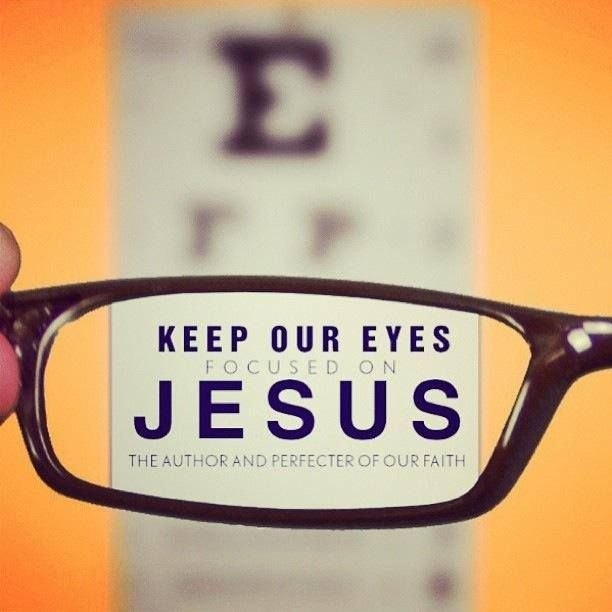 E
KEEP OUR EYES
FOCUSED ON
JESUS
THE AUTHOR AND PERFECTER OF OUR FAITH